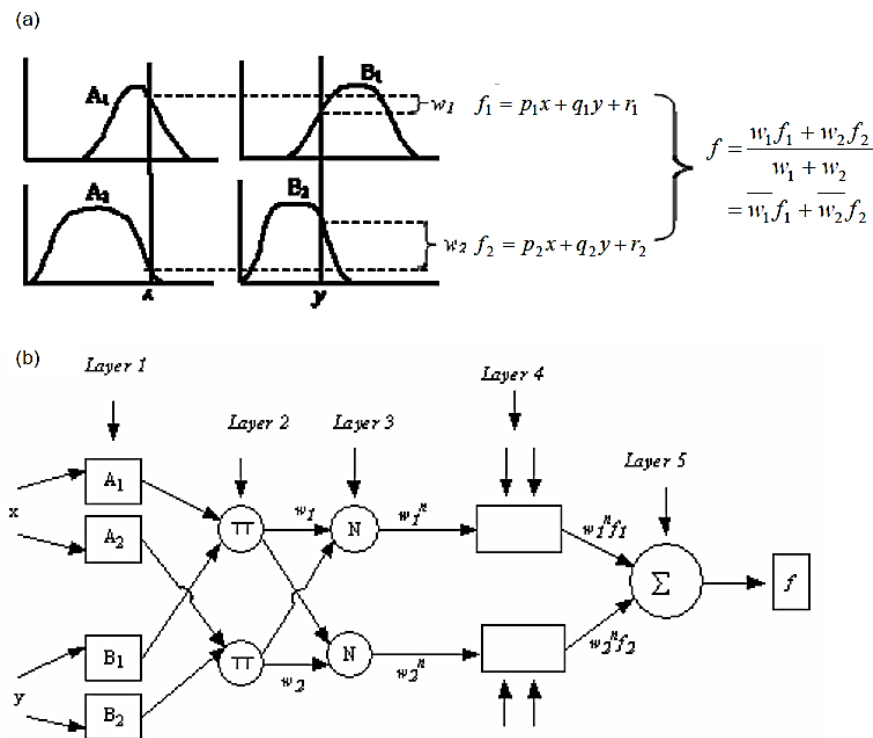 (a)
A₁
B₁
w₁ f₁ = p₁x + q₁y + r₁
f = (w₁f₁ + w₂f₂) / (w₁ + w₂)
= w̅₁f₁ + w̅₂f₂
A₂
B₂
w₂ f₂ = p₂x + q₂y + r₂
x
y
(b)
Layer 1
Layer 2
Layer 3
Layer 4
Layer 5
x
A₁
A₂
B₁
y
B₂
Π
w₁
N
w₁ⁿ
w₁ⁿf₁
Σ
f
Π
w₂
N
w₂ⁿ
w₂ⁿf₂